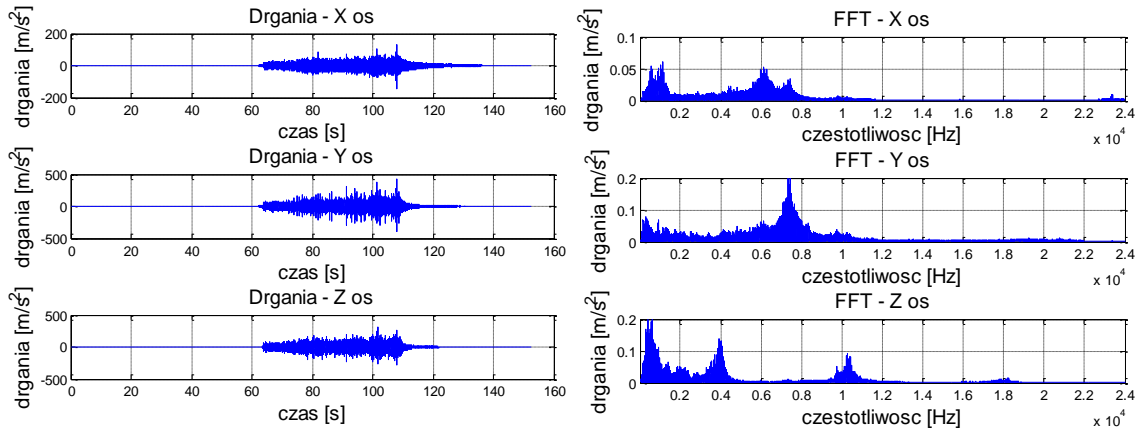 Drgania - X os
drgania [m/s²]
200
0
-200
0 20 40 60 80 100 120 140 160
czas [s]
Drgania - Y os
drgania [m/s²]
500
0
-500
0 20 40 60 80 100 120 140 160
czas [s]
Drgania - Z os
drgania [m/s²]
500
0
-500
0 20 40 60 80 100 120 140 160
czas [s]
FFT - X os
drgania [m/s²]
0.1
0.05
0
0.2 0.4 0.6 0.8 1 1.2 1.4 1.6 1.8 2 2.2 2.4
x 10⁴
czestotliwosc [Hz]
FFT - Y os
drgania [m/s²]
0.2
0.1
0
0.2 0.4 0.6 0.8 1 1.2 1.4 1.6 1.8 2 2.2 2.4
x 10⁴
czestotliwosc [Hz]
FFT - Z os
drgania [m/s²]
0.2
0.1
0
0.2 0.4 0.6 0.8 1 1.2 1.4 1.6 1.8 2 2.2 2.4
x 10⁴
czestotliwosc [Hz]